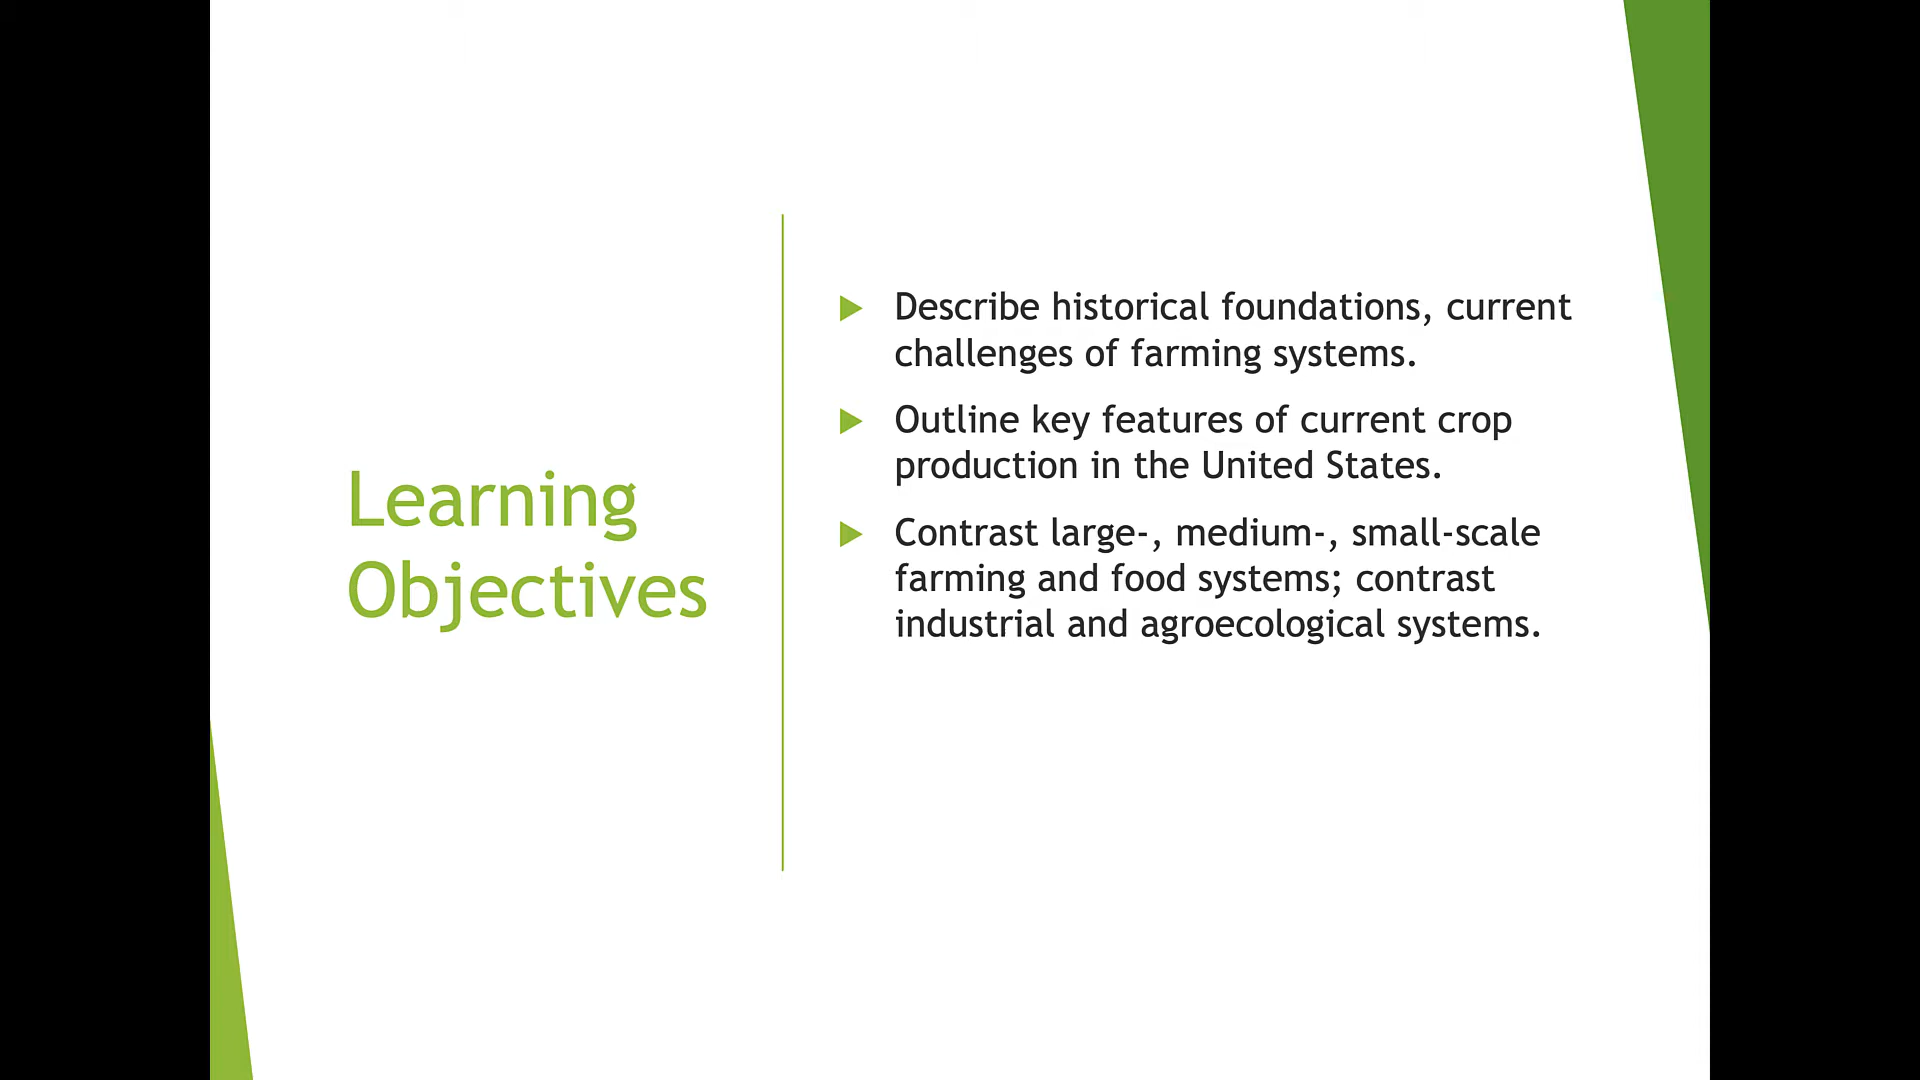 Learning
Objectives
Describe historical foundations, current
challenges of farming systems.
Outline key features of current crop
production in the United States.
Contrast large-, medium-, small-scale
farming and food systems; contrast
industrial and agroecological systems.